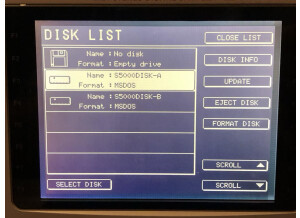 DISK LIST
CLOSE LIST
Name : No disk
Format : Empty drive
DISK INFO
Name : S5000DISK-A
Format : MSDOS
UPDATE
Name : S5000DISK-B
Format : MSDOS
EJECT DISK
FORMAT DISK
SCROLL
SELECT DISK
SCROLL